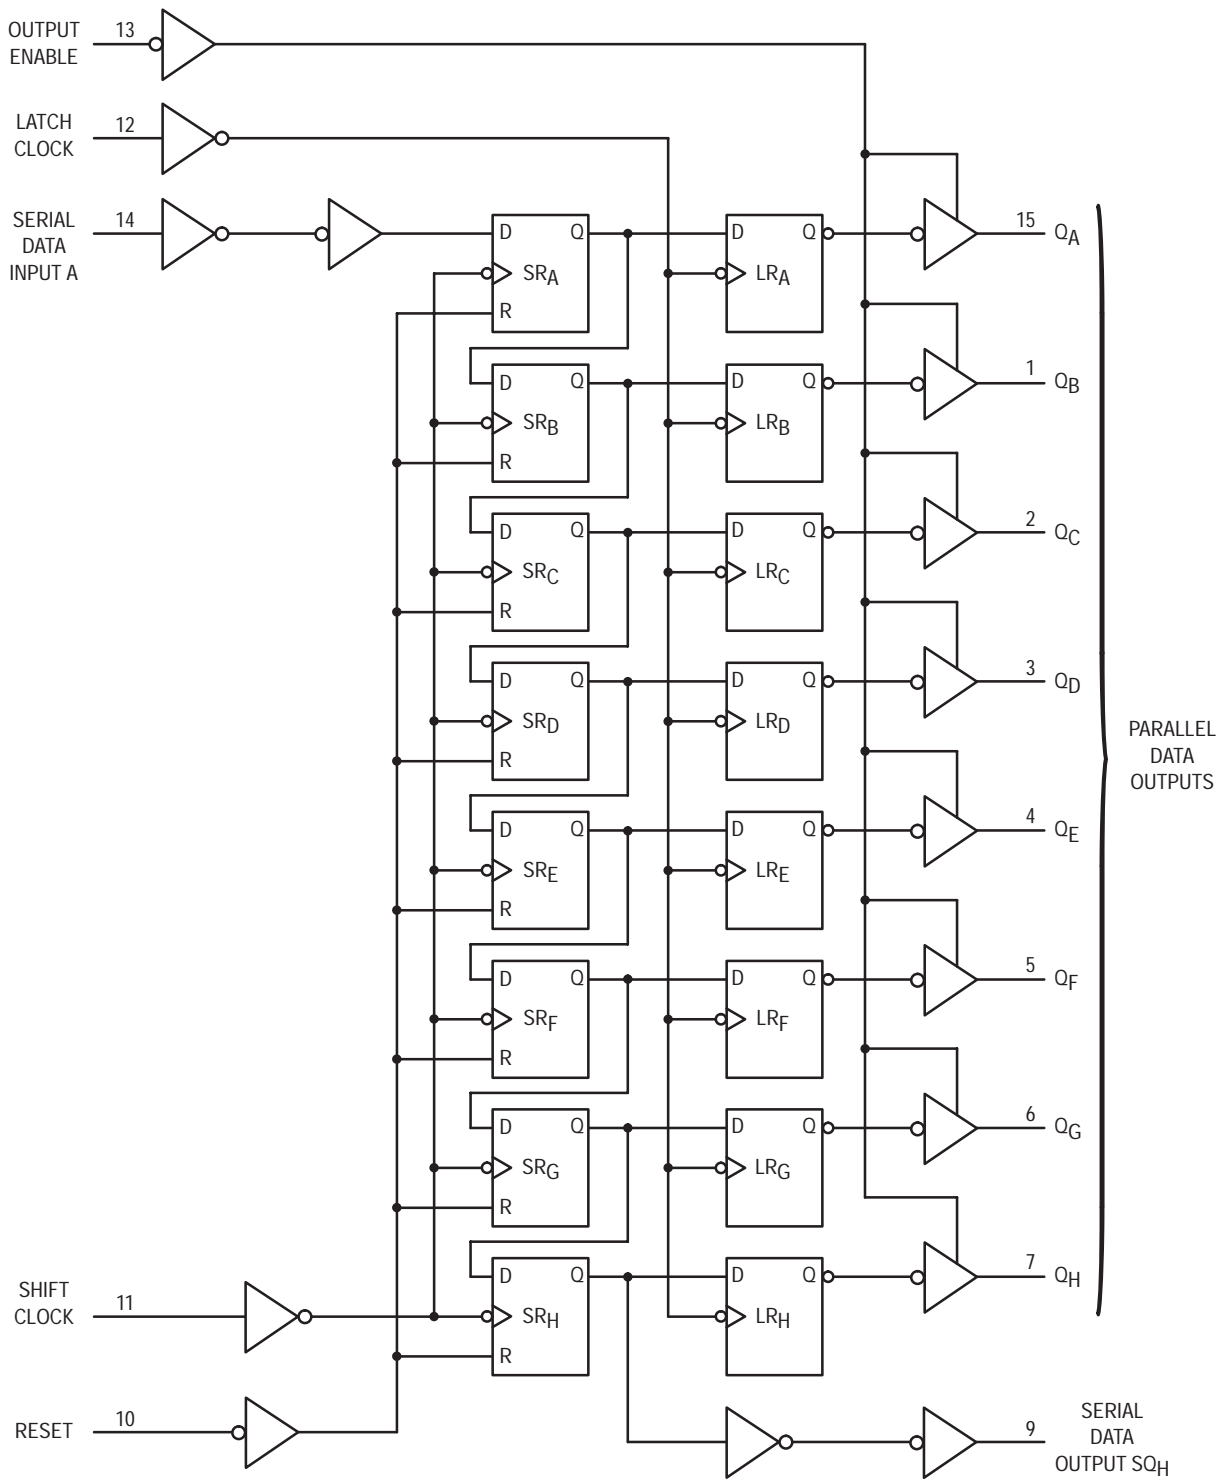 OUTPUT
ENABLE
13
LATCH
CLOCK
12
SERIAL
DATA
INPUT A
14
D Q
SRA
R
D Q
LRA
15 QA
D Q
SRB
R
D Q
LRB
1 QB
D Q
SRC
R
D Q
LRC
2 QC
D Q
SRD
R
D Q
LRD
3 QD
PARALLEL
DATA
OUTPUTS
D Q
SRE
R
D Q
LRE
4 QE
D Q
SRF
R
D Q
LRF
5 QF
D Q
SRG
R
D Q
LRG
6 QG
SHIFT
CLOCK
11
D Q
SRH
R
D Q
LRH
7 QH
RESET
10
9
SERIAL
DATA
OUTPUT SQH